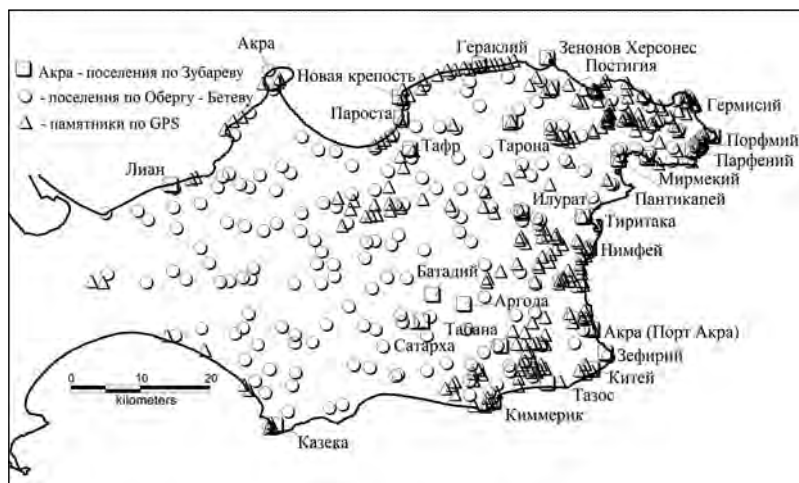 Акра
Гераклий
Зенонов Херсонес
Акра - поселения по Зубареву
Новая крепость
Постигия
- поселения по Обергу - Бетеву
Пароста
Гермисий
- памятники по GPS
Тафр
Тарона
Порфмий
Парфений
Лиан
Мирмекий
Илурат
Пантикапей
Тиритака
Нимфей
Батадий
Аргода
Табана
Акра (Порт Акра)
Сатарха
Зефирий
0 10 20
kilometers
Китей
Тазос
Киммерик
Казека